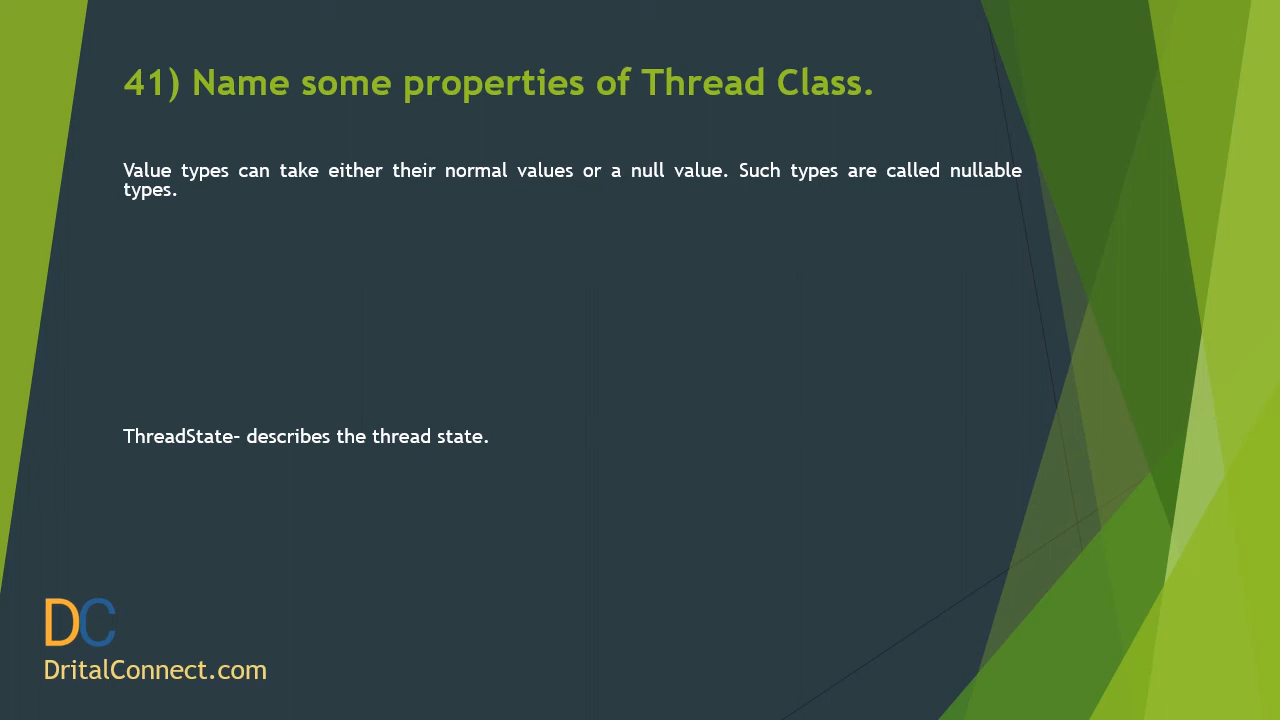 41) Name some properties of Thread Class.
Value types can take either their normal values or a null value. Such types are called nullable
types.
ThreadState- describes the thread state.
DC
DritalConnect.com